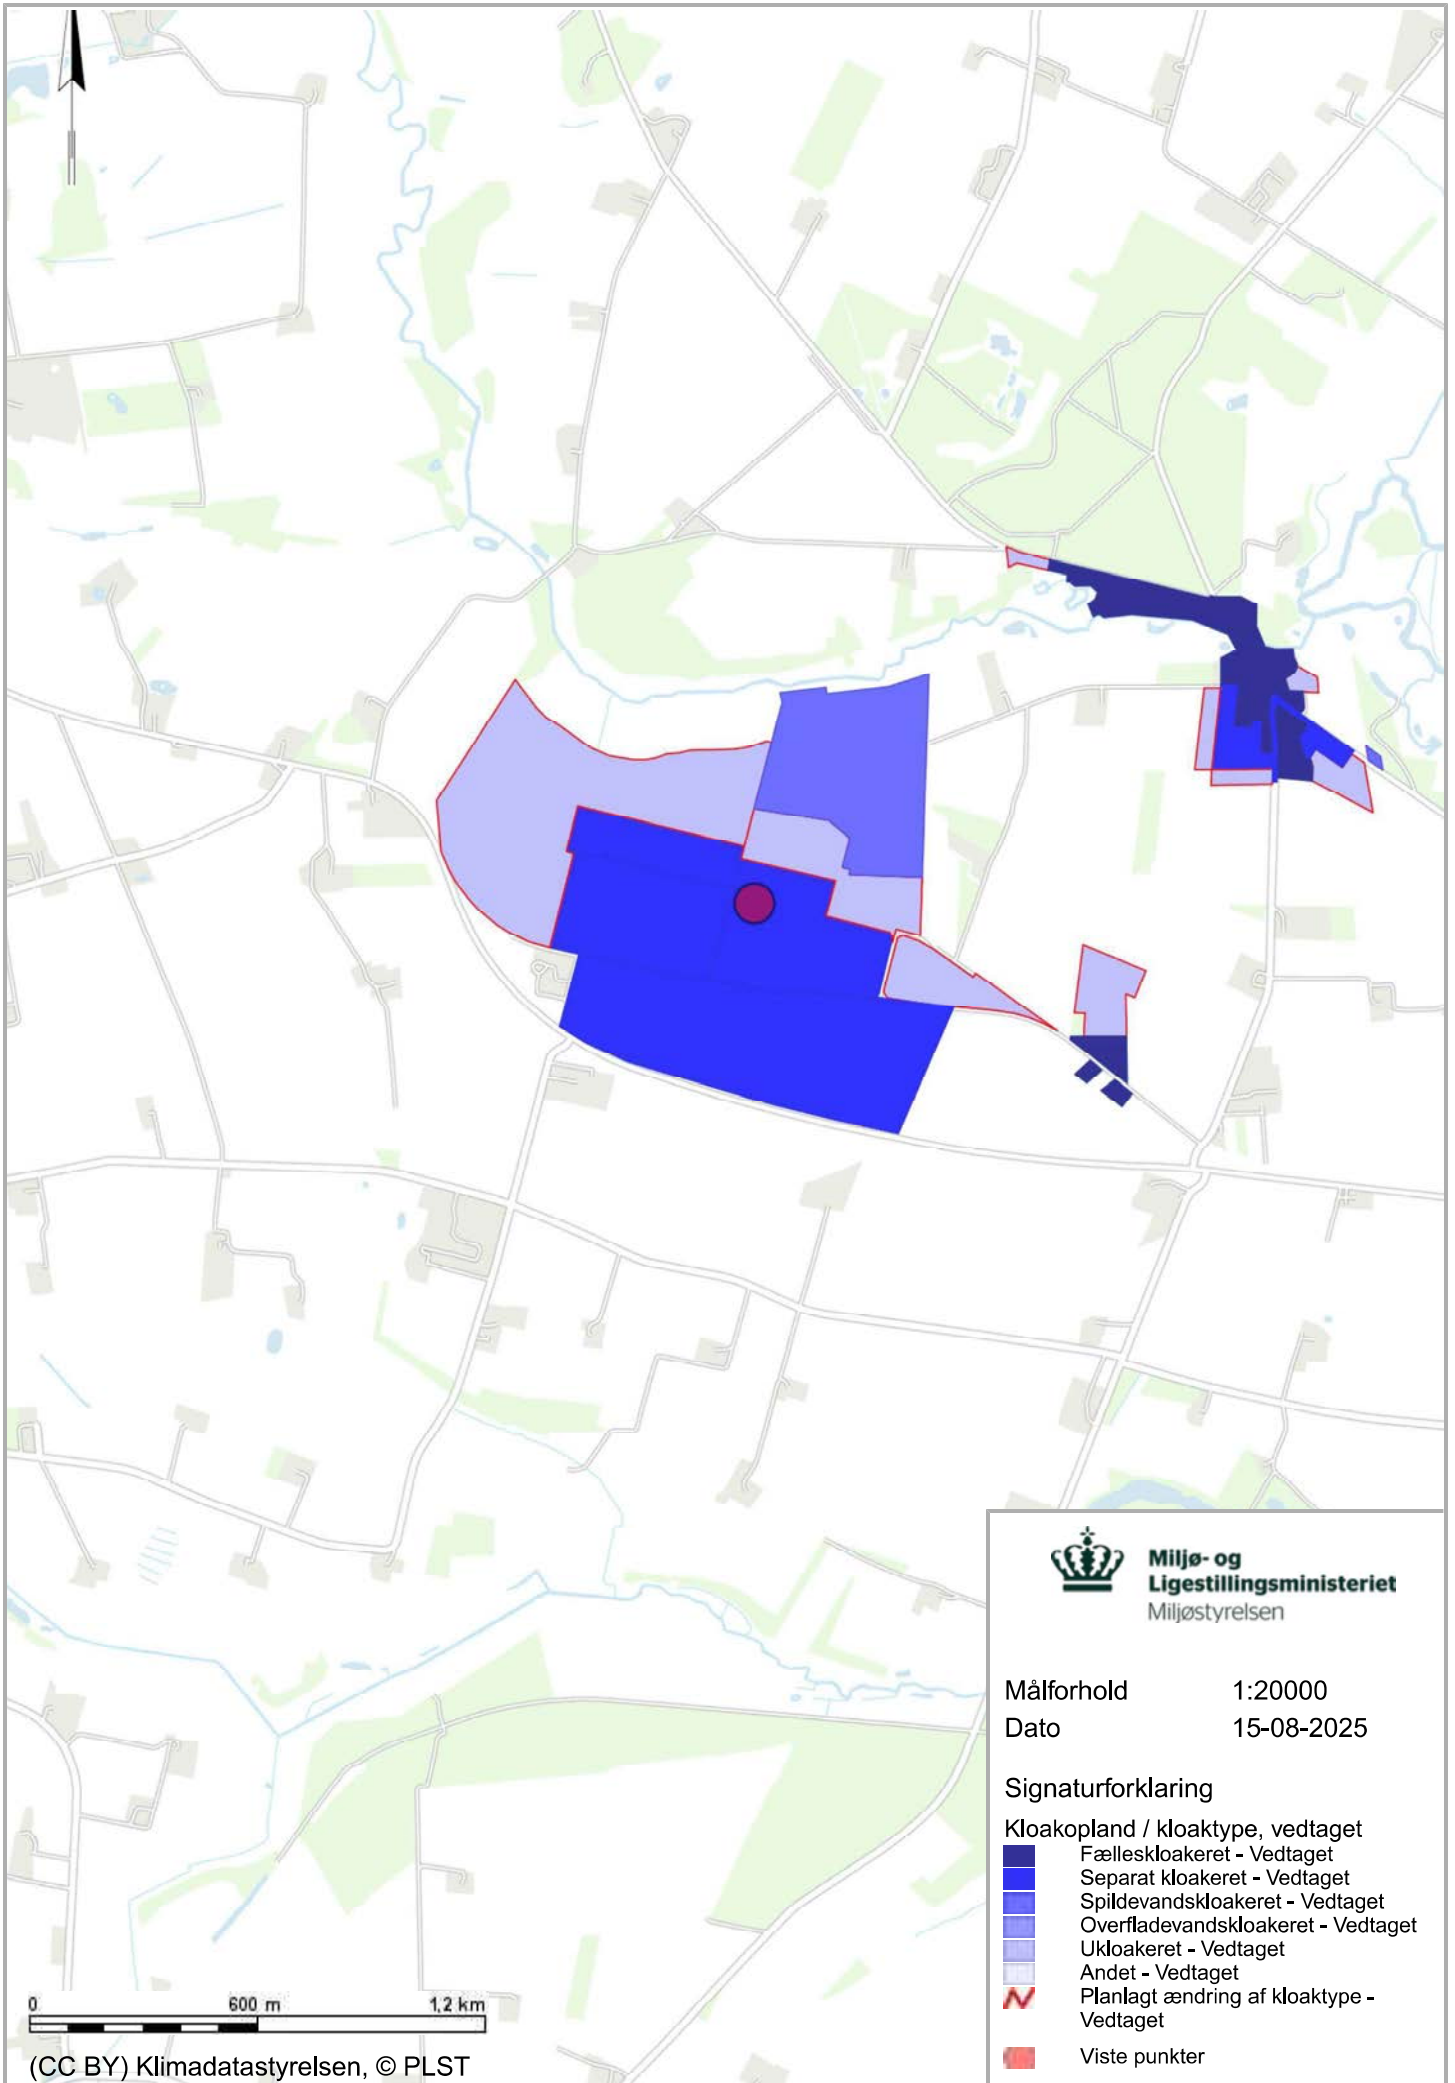 Miljø- og
Ligestillingsministeriet
Miljøstyrelsen
Målforhold 1:20000
Dato 15-08-2025
Signaturforklaring
Kloakopland / kloaktype, vedtaget
Fælleskloakeret - Vedtaget
Separat kloakeret - Vedtaget
Spildevandskloakeret - Vedtaget
Overfladevandskloakeret - Vedtaget
Ukloakeret - Vedtaget
Andet - Vedtaget
Planlagt ændring af kloaktype -
Vedtaget
Viste punkter
0 600 m 1,2 km
(CC BY) Klimadatastyrelsen, © PLST